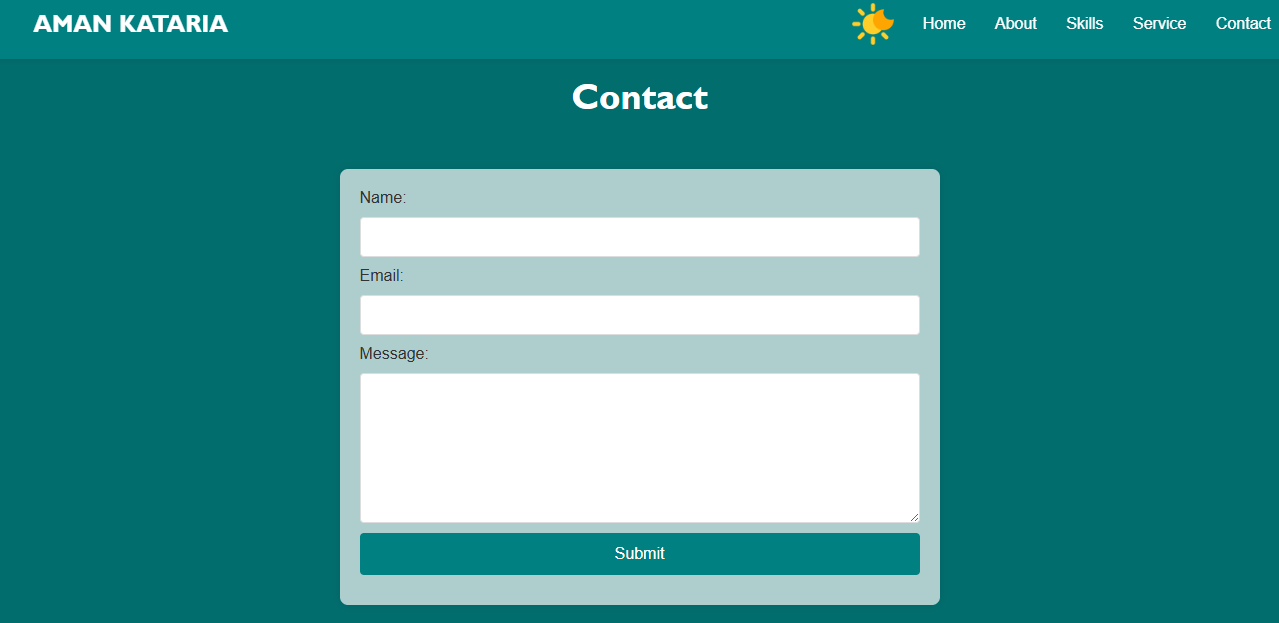 AMAN KATARIA
Home About Skills Service Contact
Contact
Name:
Email:
Message:
Submit